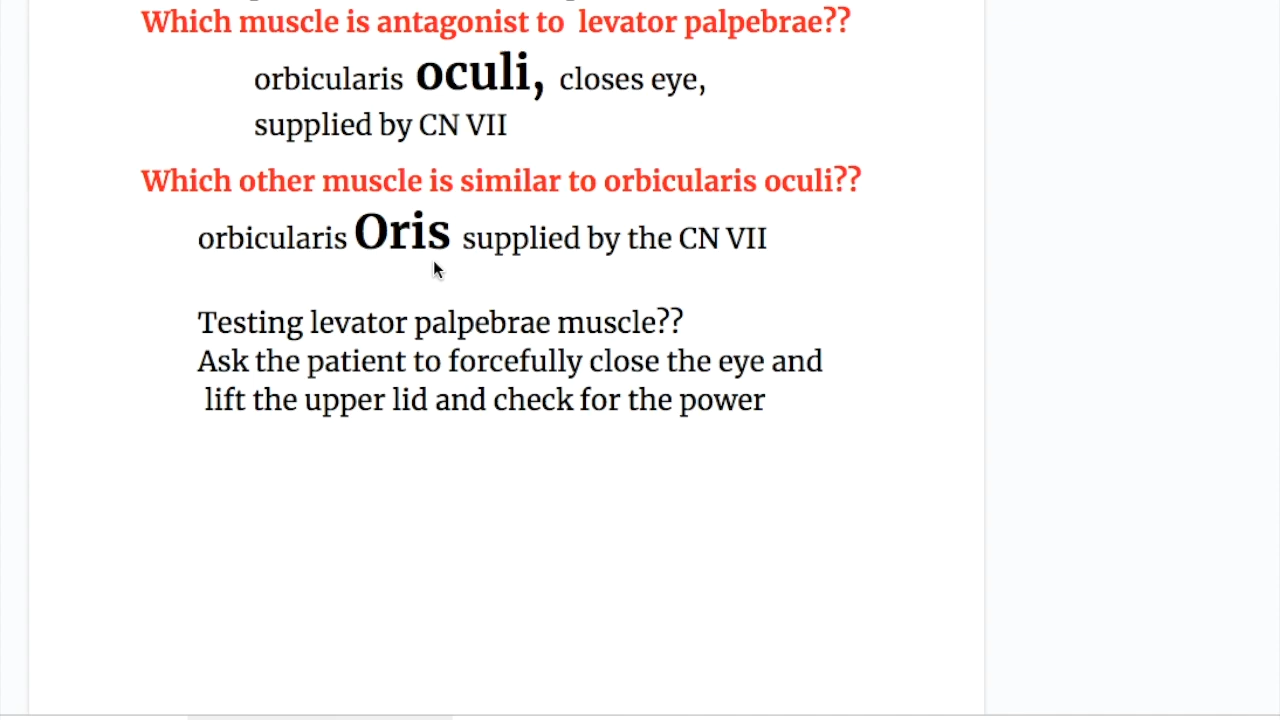 Which muscle is antagonist to levator palpebrae??
orbicularis oculi, closes eye,
supplied by CN VII
Which other muscle is similar to orbicularis oculi??
orbicularis Oris supplied by the CN VII
Testing levator palpebrae muscle??
Ask the patient to forcefully close the eye and
lift the upper lid and check for the power